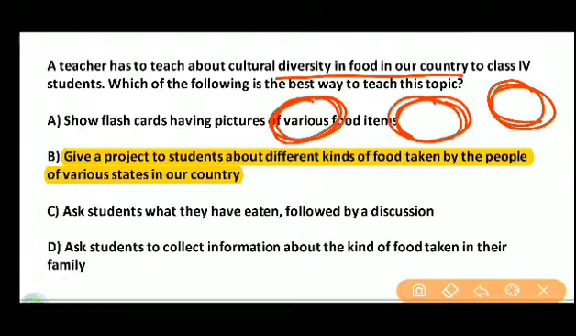 A teacher has to teach about cultural diversity in food in our country to class IV
students. Which of the following is the best way to teach this topic?
A) Show flash cards having pictures of various food items
B) Give a project to students about different kinds of food taken by the people
of various states in our country
C) Ask students what they have eaten, followed by a discussion
D) Ask students to collect information about the kind of food taken in their
family